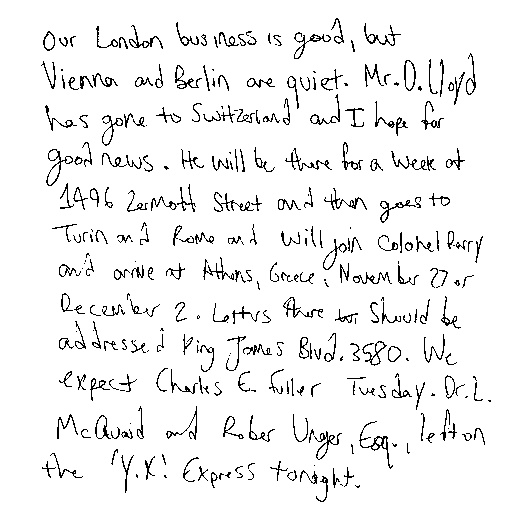 Our London business is good, but
Vienna and Berlin are quiet. Mr. D. Lloyd
has gone to Switzerland and I hope for
good news. He will be there for a week at
1496 Zermott Street and then goes to
Turin and Rome and will join Colonel Parry
and arrive at Athens, Greece, November 27 or
December 2. Letters there should be
addressed King James Blvd. 3580. We
expect Charles E. Fuller Tuesday. Dr. L.
McQuaid and Rober Unger, Esq., left on
the 'Y.X.' Express tonight.